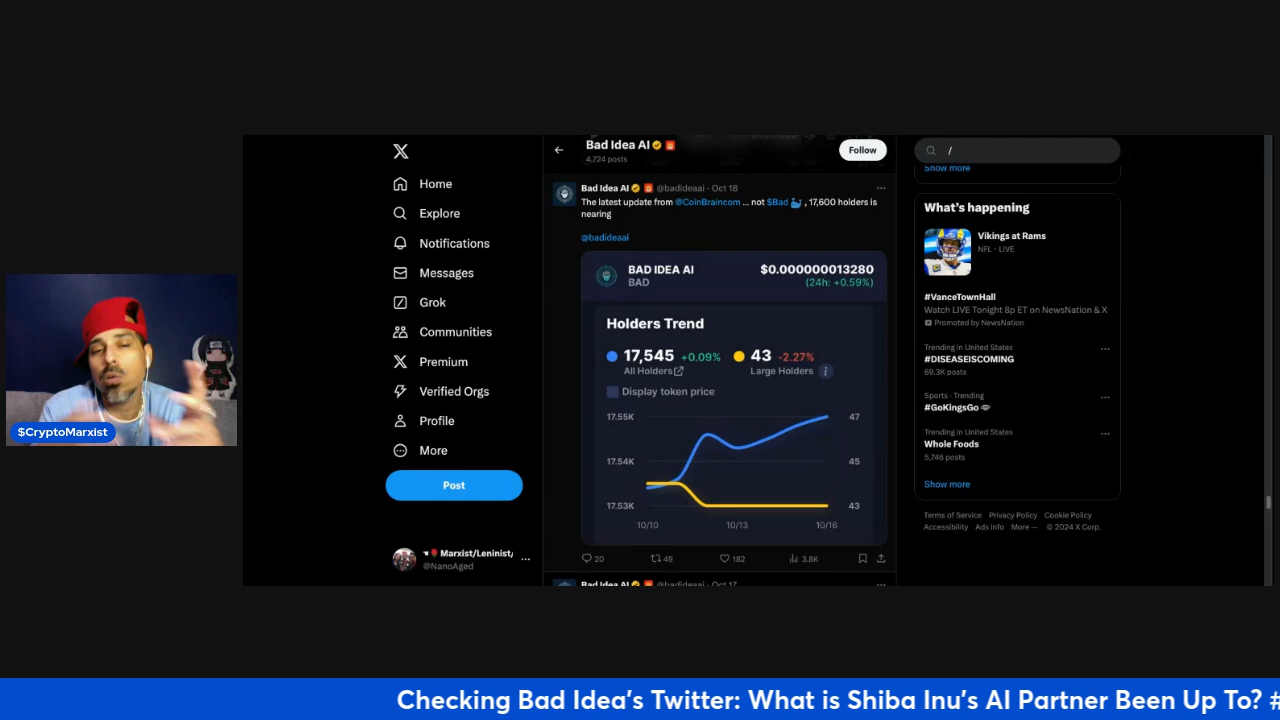 Home
Explore
Notifications
Messages
Grok
Communities
Premium
Verified Orgs
Profile
More
Post
Marxist/Leninist/
@NanoAged
$CryptoMarxist
Bad Idea AI
4,724 posts
Follow
Bad Idea AI @badideaai · Oct 18
The latest update from @CoinBraincom ... not $Bad , 17,600 holders is
nearing
@badideaai
BAD IDEA AI
BAD
$0.000000013280
(24h: +0.59%)
Holders Trend
17,545 +0.09%
All Holders
43 -2.27%
Large Holders
Display token price
17.55K 47
17.54K 45
17.53K 43
10/10 10/13 10/16
20 49 182 3.8K
Bad Idea AI @badideaai · Oct 17
/
Show more
What's happening
Vikings at Rams
NFL · LIVE
#VanceTownHall
Watch LIVE Tonight 8p ET on NewsNation & X
Promoted by NewsNation
Trending in United States
#DISEASEISCOMING
69.3K posts
Sports · Trending
#GoKingsGo
Trending in United States
Whole Foods
5,746 posts
Show more
Terms of Service Privacy Policy Cookie Policy
Accessibility Ads info More ··· © 2024 X Corp.
Checking Bad Idea's Twitter: What is Shiba Inu's AI Partner Been Up To? #